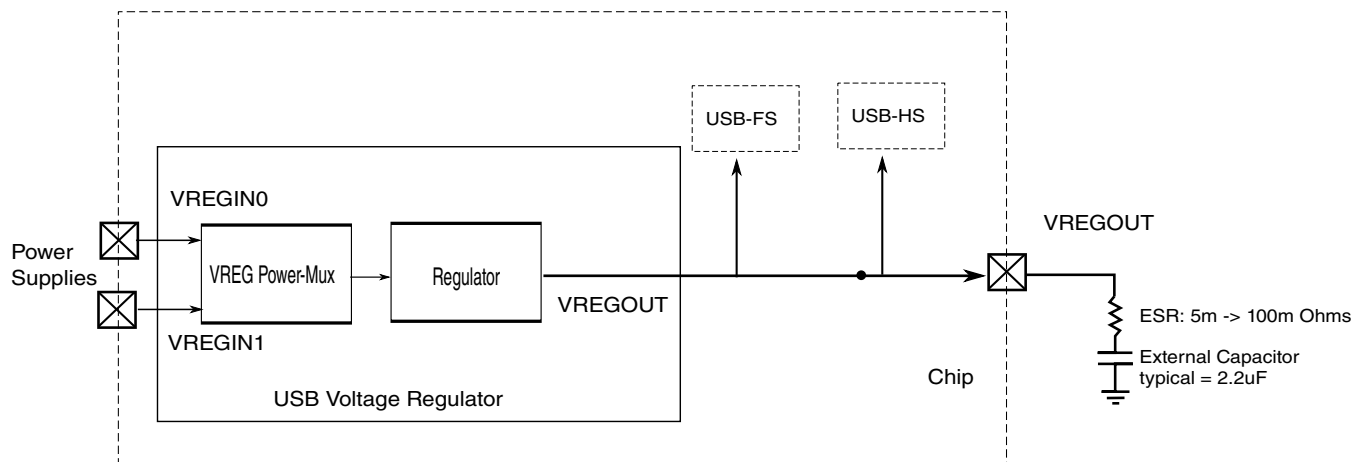 USB-FS
USB-HS
VREGIN0
VREGOUT
Power
Supplies
VREG Power-Mux
Regulator
VREGOUT
VREGIN1
ESR: 5m -> 100m Ohms
External Capacitor
typical = 2.2uF
Chip
USB Voltage Regulator